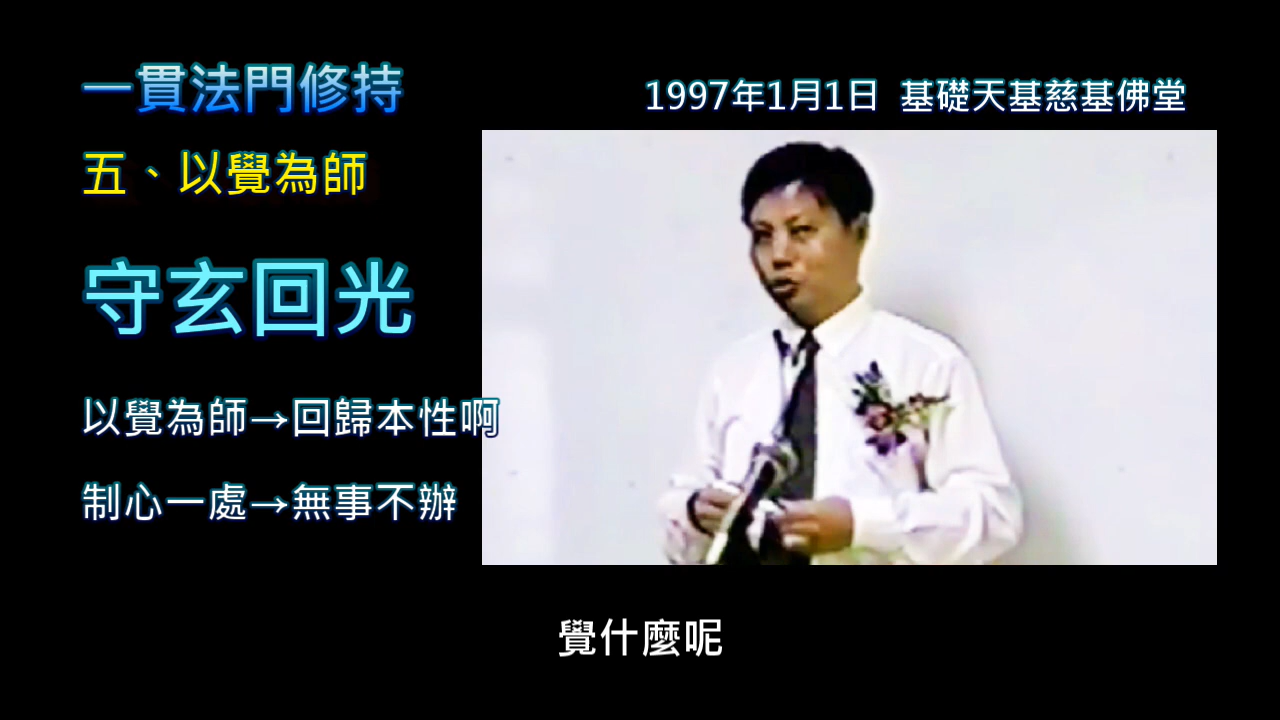 一貫法門修持
1997年1月1日 基礎天基慈基佛堂
五、以覺為師
守玄回光
以覺為師→回歸本性啊
制心一處→無事不辦
覺什麼呢